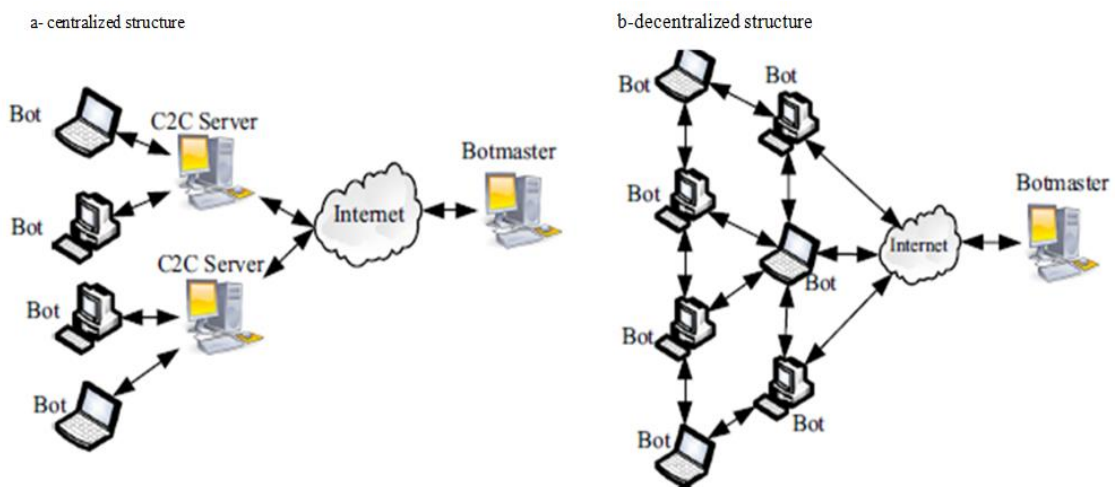 a- centralized structure
Bot
C2C Server
Bot
C2C Server
Bot
Bot
Internet
Botmaster
b-decentralized structure
Bot
Bot
Bot
Bot
Bot
Bot
Bot
Internet
Botmaster